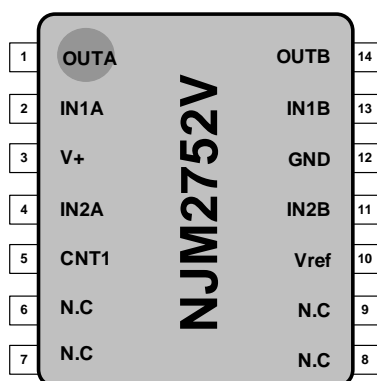 1 OUTA OUTB 14
2 IN1A IN1B 13
3 V+ GND 12
4 IN2A IN2B 11
5 CNT1 Vref 10
6 N.C N.C 9
7 N.C N.C 8
NJM2752V